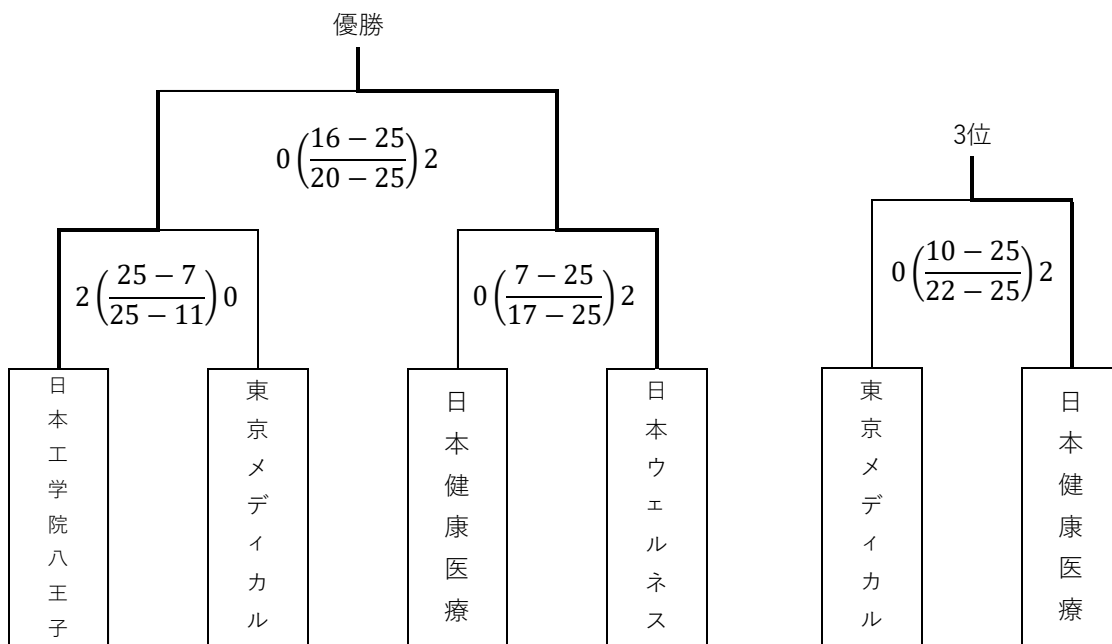 優勝
3位
0(16 − 25
20 − 25)2
2(25 − 7
25 − 11)0
0(7 − 25
17 − 25)2
0(10 − 25
22 − 25)2
日本工学院八王子
東京メディカル
日本健康医療
日本ウェルネス
東京メディカル
日本健康医療